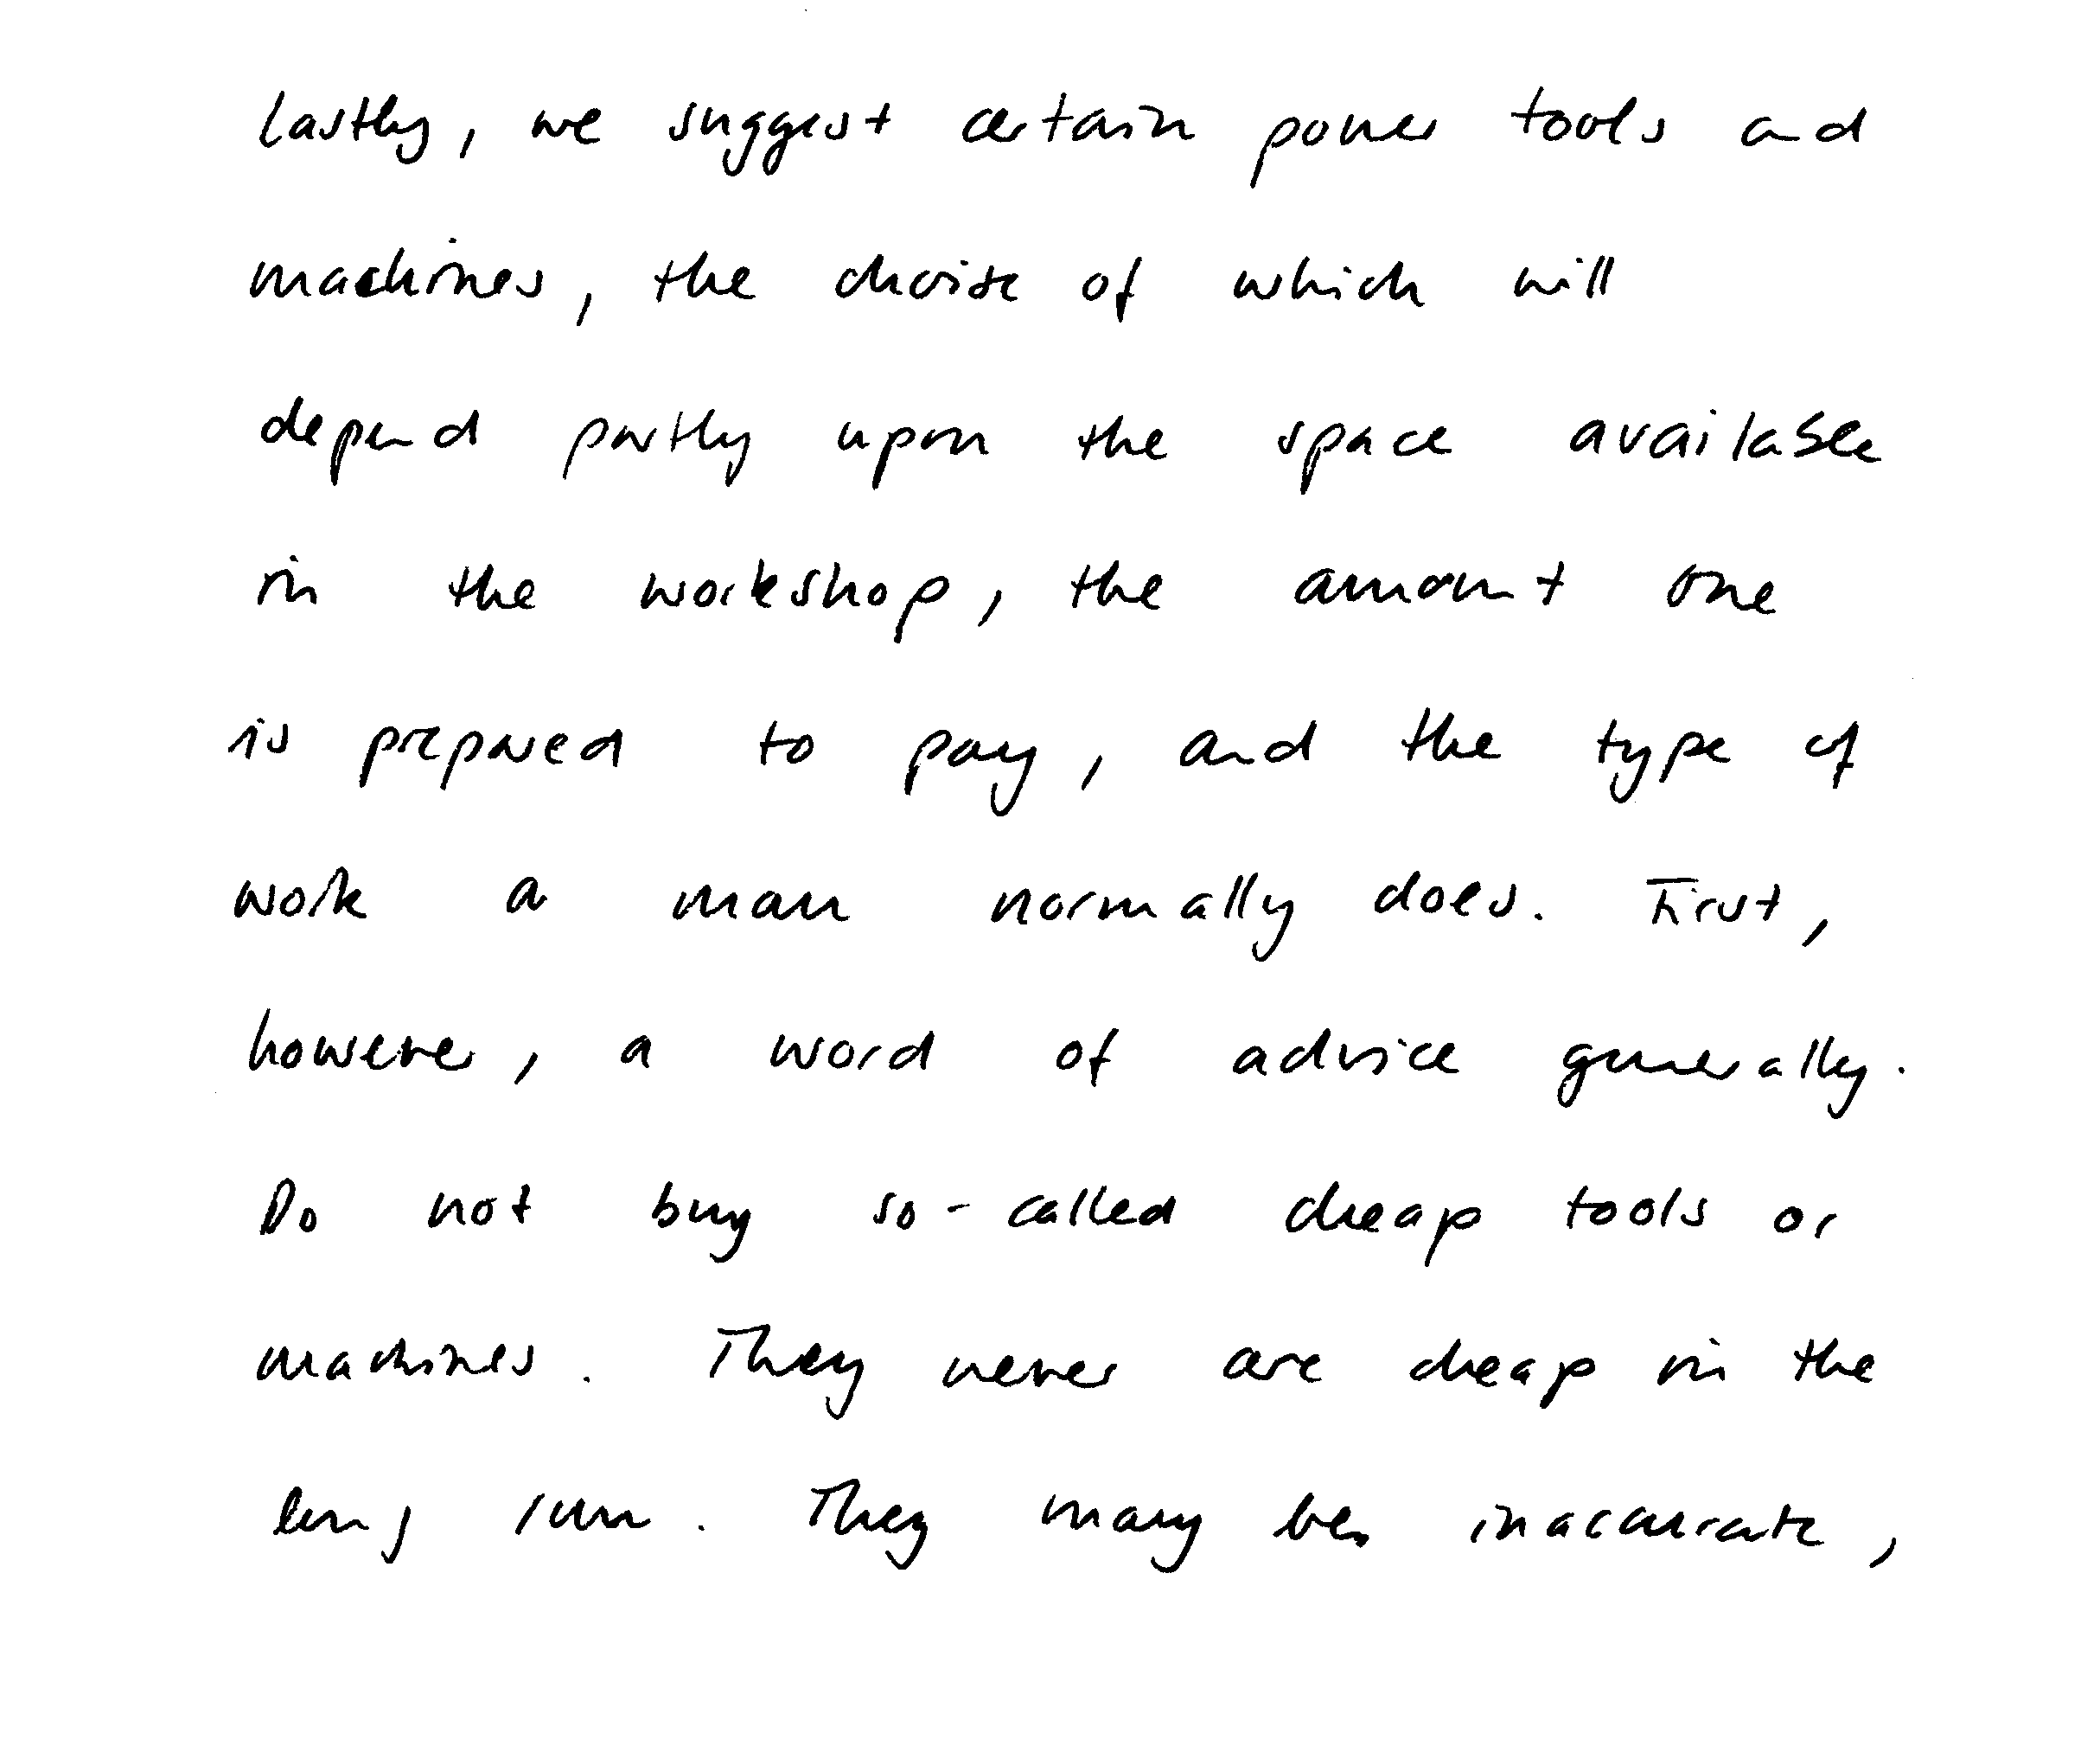 Lastly, we suggest certain power tools and
machines, the choise of which will
depend partly upon the space available
in the workshop, the amount one
is prepared to pay, and the type of
work a man normally does. First,
however, a word of advice generally.
Do not buy so-called cheap tools or
machines. They never are cheap in the
long run. They may be inaccurate,